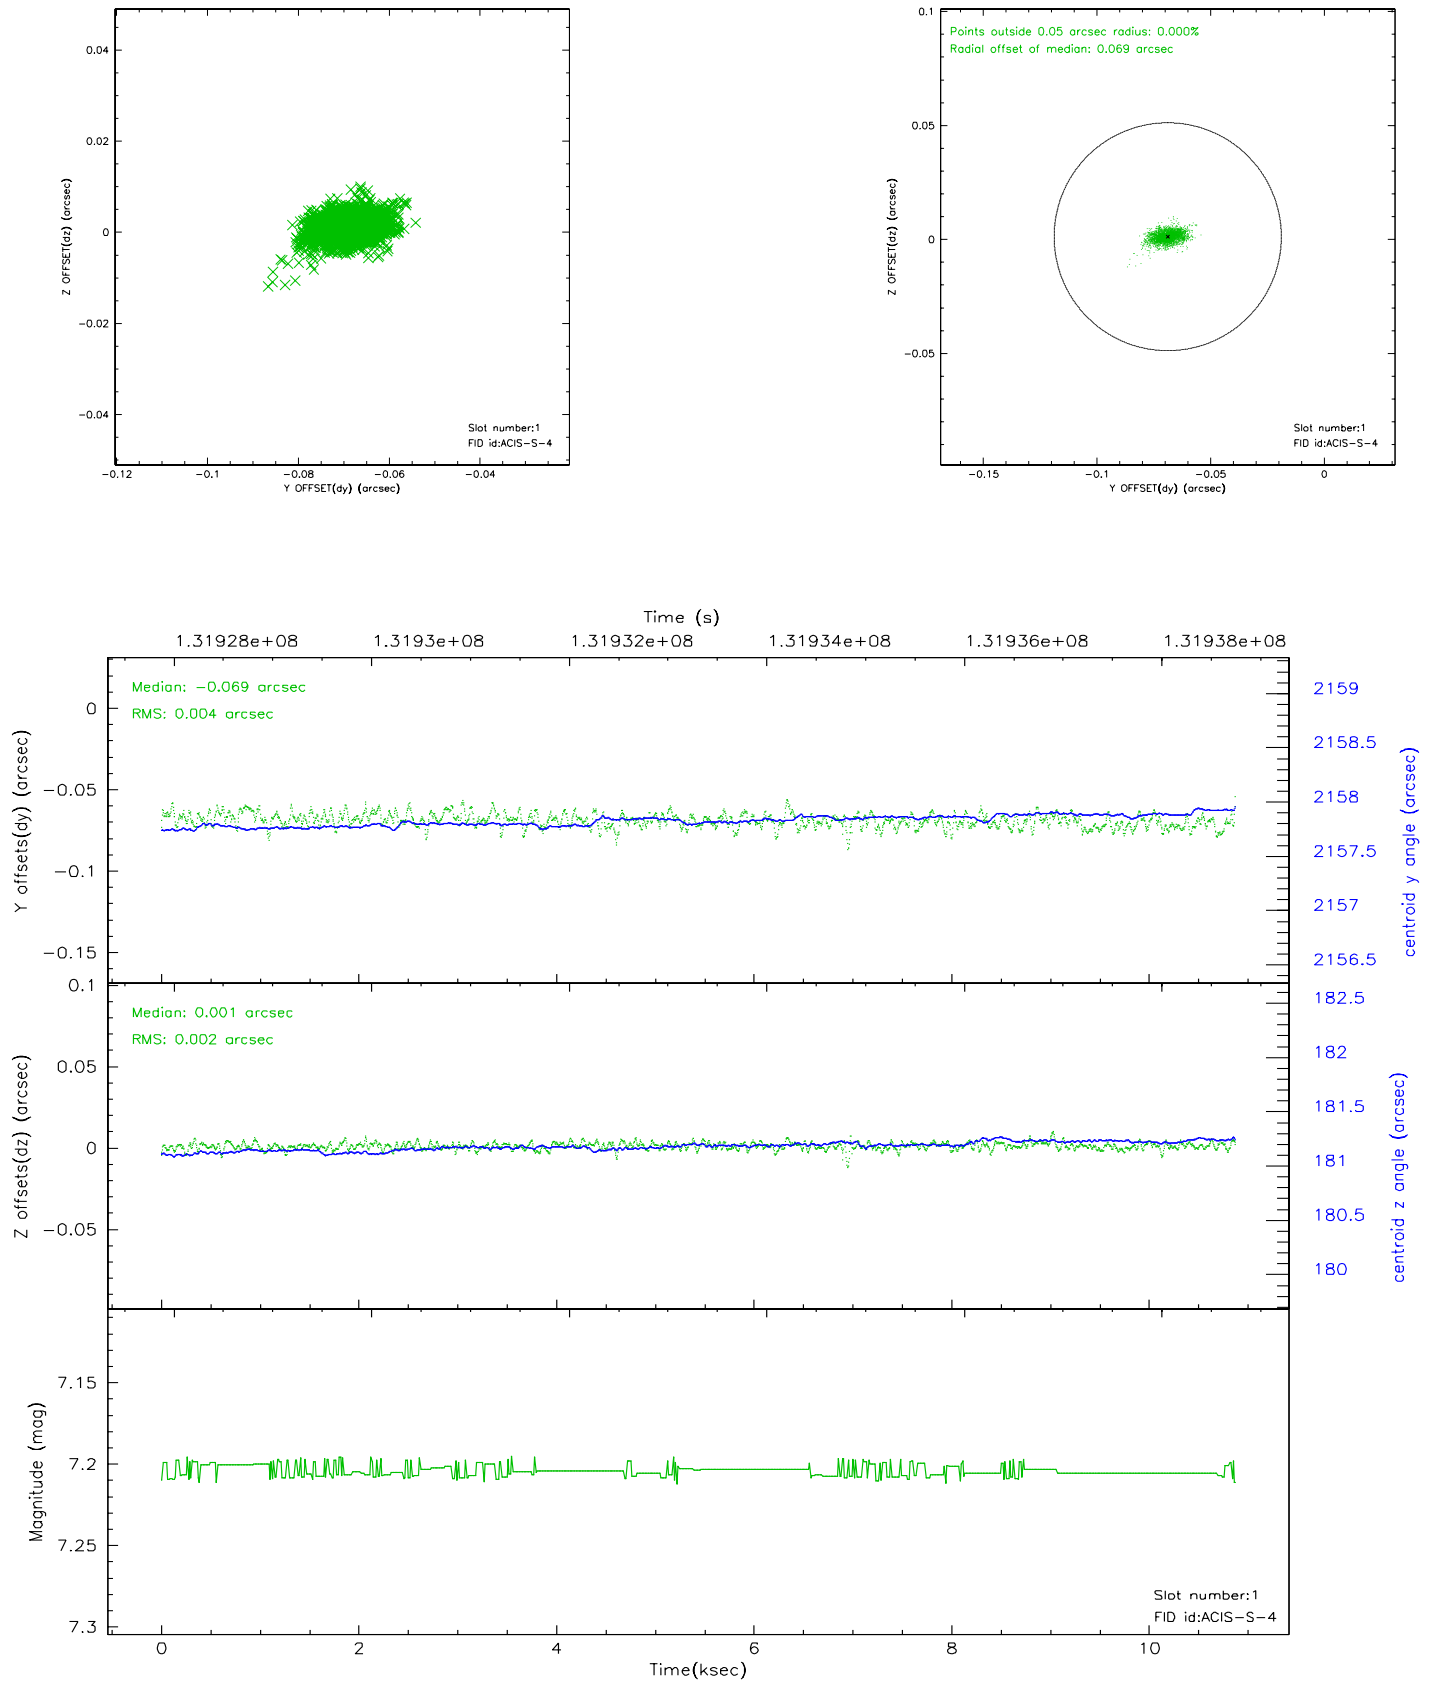 0.04
0.02
0
−0.02
−0.04
Z OFFSET(dz) (arcsec)
Slot number:1
FID id:ACIS−S−4
−0.12 −0.1 −0.08 −0.06 −0.04
Y OFFSET(dy) (arcsec)
0.1
0.05
0
−0.05
Z OFFSET(dz) (arcsec)
Points outside 0.05 arcsec radius: 0.000%
Radial offset of median: 0.069 arcsec
Slot number:1
FID id:ACIS−S−4
−0.15 −0.1 −0.05 0
Y OFFSET(dy) (arcsec)
Time (s)
1.31928e+08 1.3193e+08 1.31932e+08 1.31934e+08 1.31936e+08 1.31938e+08
Median: −0.069 arcsec
RMS: 0.004 arcsec
0
−0.05
−0.1
−0.15
Y offsets(dy) (arcsec)
2159
2158.5
2158
2157.5
2157
2156.5
centroid y angle (arcsec)
Median: 0.001 arcsec
RMS: 0.002 arcsec
0.1
0.05
0
−0.05
Z offsets(dz) (arcsec)
182.5
182
181.5
181
180.5
180
centroid z angle (arcsec)
7.15
7.2
7.25
7.3
Magnitude (mag)
Slot number:1
FID id:ACIS−S−4
0 2 4 6 8 10
Time(ksec)